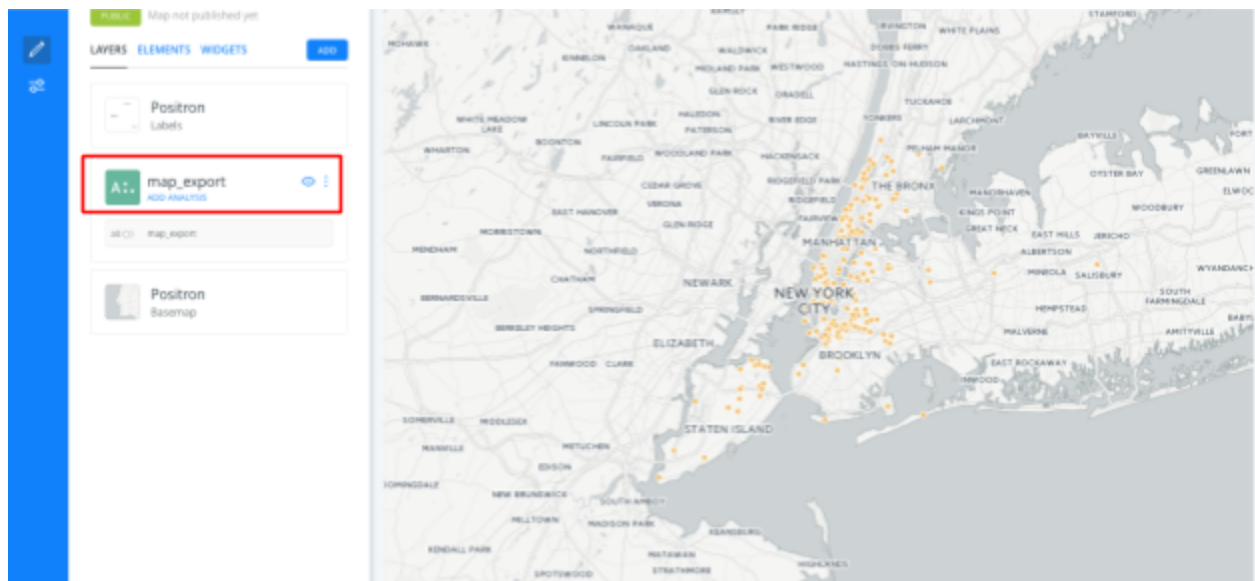 PUBLIC Map not published yet
LAYERS ELEMENTS WIDGETS ADD
Positron
Labels
A
map_export
ADD ANALYSIS
map_export
Positron
Basemap
STAMFORD
WANAQUE
PARK RIDGE
IRVINGTON
WHITE PLAINS
MOHAWK
OAKLAND
WALDWICK
DOBBS FERRY
KINNELON
MIDLAND PARK
WESTWOOD
HASTINGS-ON-HUDSON
GLEN ROCK
ORADELL
TUCKAHOE
WHITE MEADOW
LAKE
LINCOLN PARK
HALEDON
PATERSON
RIVER EDGE
YONKERS
LARCHMONT
BAYVILLE
FORT
WHARTON
BOONTON
FAIRFIELD
WOODLAND PARK
HACKENSACK
PELHAM MANOR
OYSTER BAY
GREENLAWN
CEDAR GROVE
RIDGEFIELD PARK
THE BRONX
MANORHAVEN
ELWOO
VERONA
RIDGEFIELD
EAST HANOVER
GLEN RIDGE
FAIRVIEW
KINGS POINT
GREAT NECK
WOODBURY
MORRISTOWN
MANHATTAN
EAST HILLS
JERICHO
MENDHAM
NORTHFIELD
ALBERTSON
CHATHAM
NEWARK
MINEOLA
SALISBURY
WYANDANCH
BERNARDSVILLE
NEW YORK
CITY
SOUTH
FARMINGDALE
SPRINGFIELD
HEMPSTEAD
BABYL
BERKELEY HEIGHTS
ELIZABETH
MALVERNE
AMITYVILLE
FANWOOD
CLARK
BROOKLYN
EAST ROCKAWAY
INWOOD
SOMERVILLE
MIDDLESEX
STATEN ISLAND
MANVILLE
METUCHEN
EDISON
OOMINGDALE
NEW BRUNSWICK
SOUTH AMBOY
MILLTOWN
MADISON PARK
KEANSBURG
KENDALL PARK
MATAWAN
HIGHLANDS
SPOTSWOOD
STRATHMORE